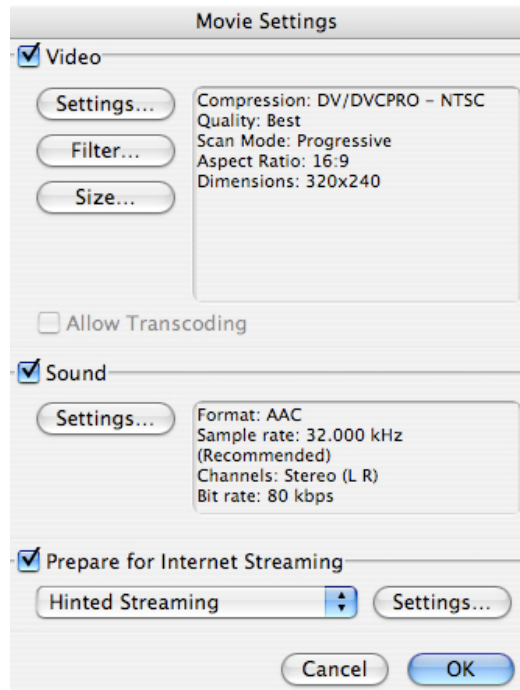 Movie Settings
Video
Settings...
Filter...
Size...
Compression: DV/DVCPRO – NTSC
Quality: Best
Scan Mode: Progressive
Aspect Ratio: 16:9
Dimensions: 320x240
Allow Transcoding
Sound
Settings...
Format: AAC
Sample rate: 32.000 kHz
(Recommended)
Channels: Stereo (L R)
Bit rate: 80 kbps
Prepare for Internet Streaming
Hinted Streaming
Settings...
Cancel
OK